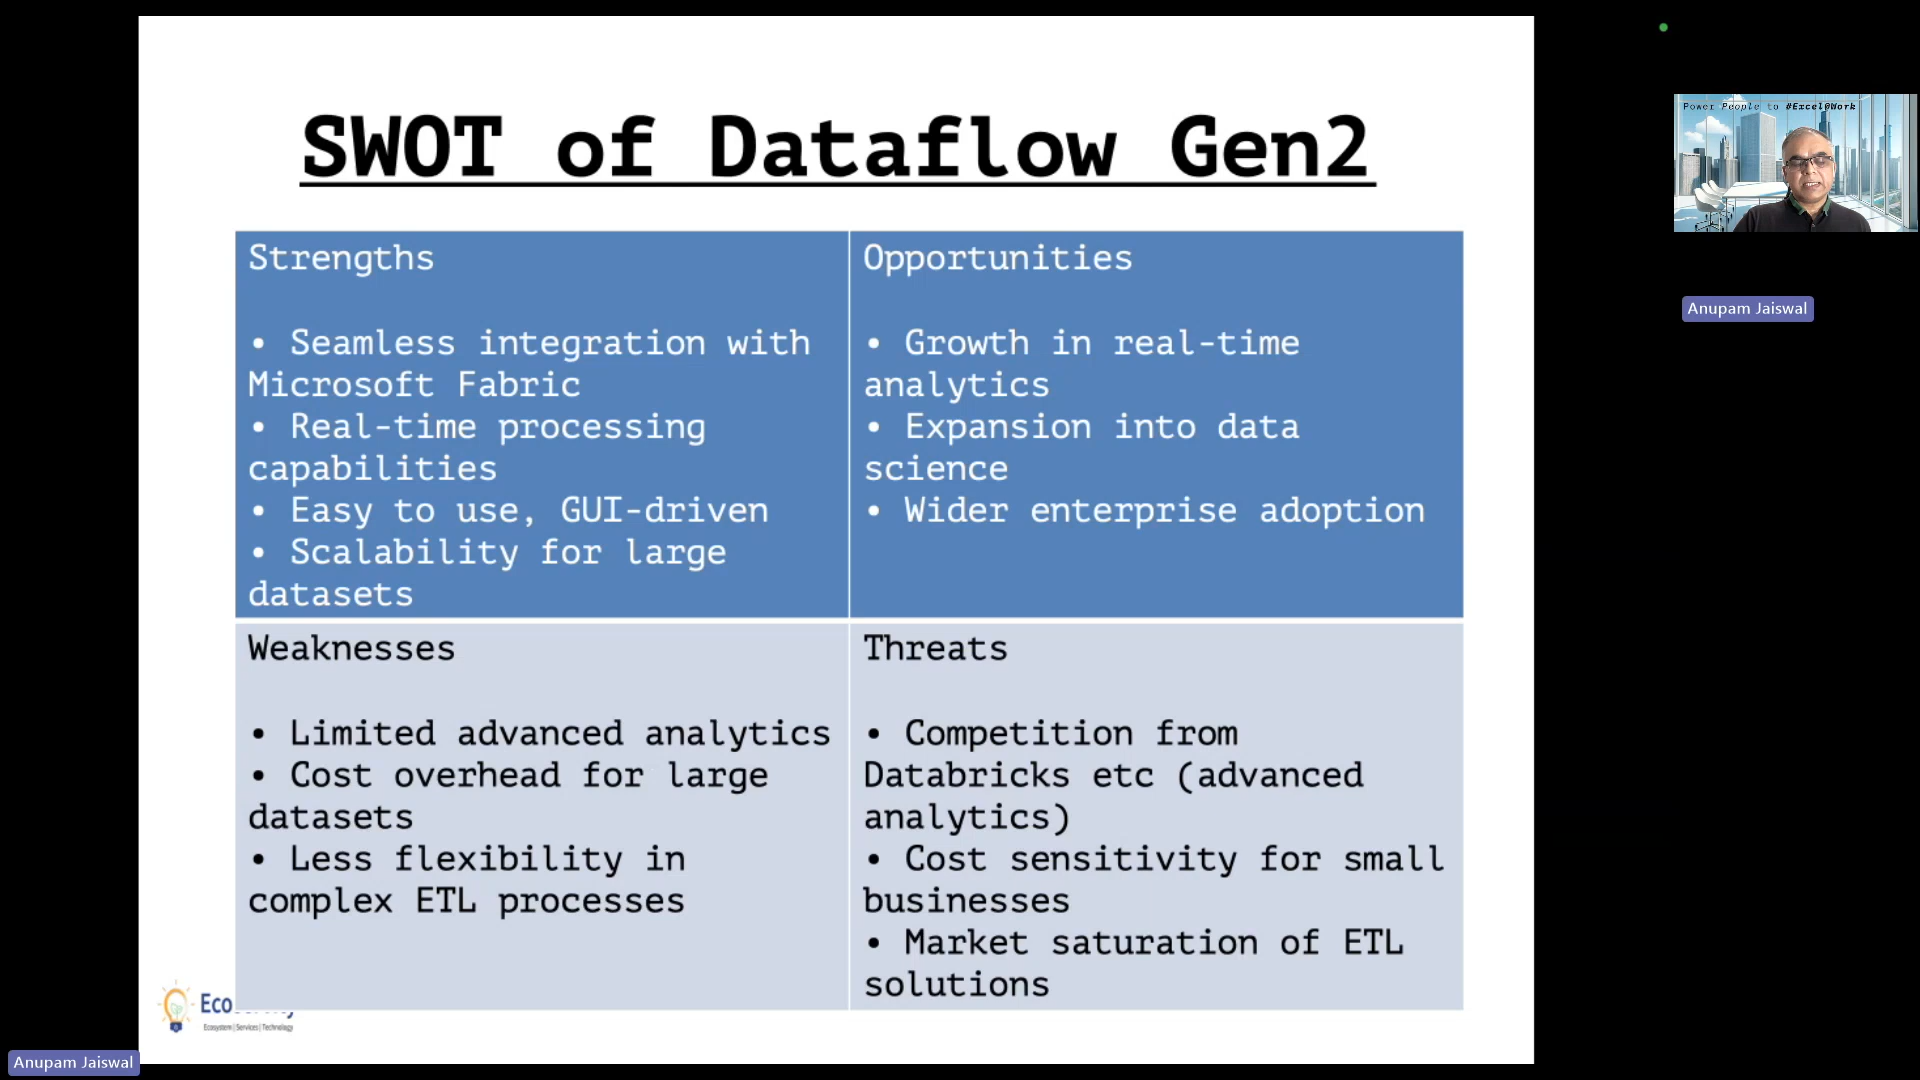 SWOT of Dataflow Gen2
Strengths
• Seamless integration with
Microsoft Fabric
• Real-time processing
capabilities
• Easy to use, GUI-driven
• Scalability for large
datasets
Opportunities
• Growth in real-time
analytics
• Expansion into data
science
• Wider enterprise adoption
Weaknesses
• Limited advanced analytics
• Cost overhead for large
datasets
• Less flexibility in
complex ETL processes
Threats
• Competition from
Databricks etc (advanced
analytics)
• Cost sensitivity for small
businesses
• Market saturation of ETL
solutions
Ecosystem|Services|Technology
Anupam Jaiswal
Power People to #Excel@Work
Anupam Jaiswal